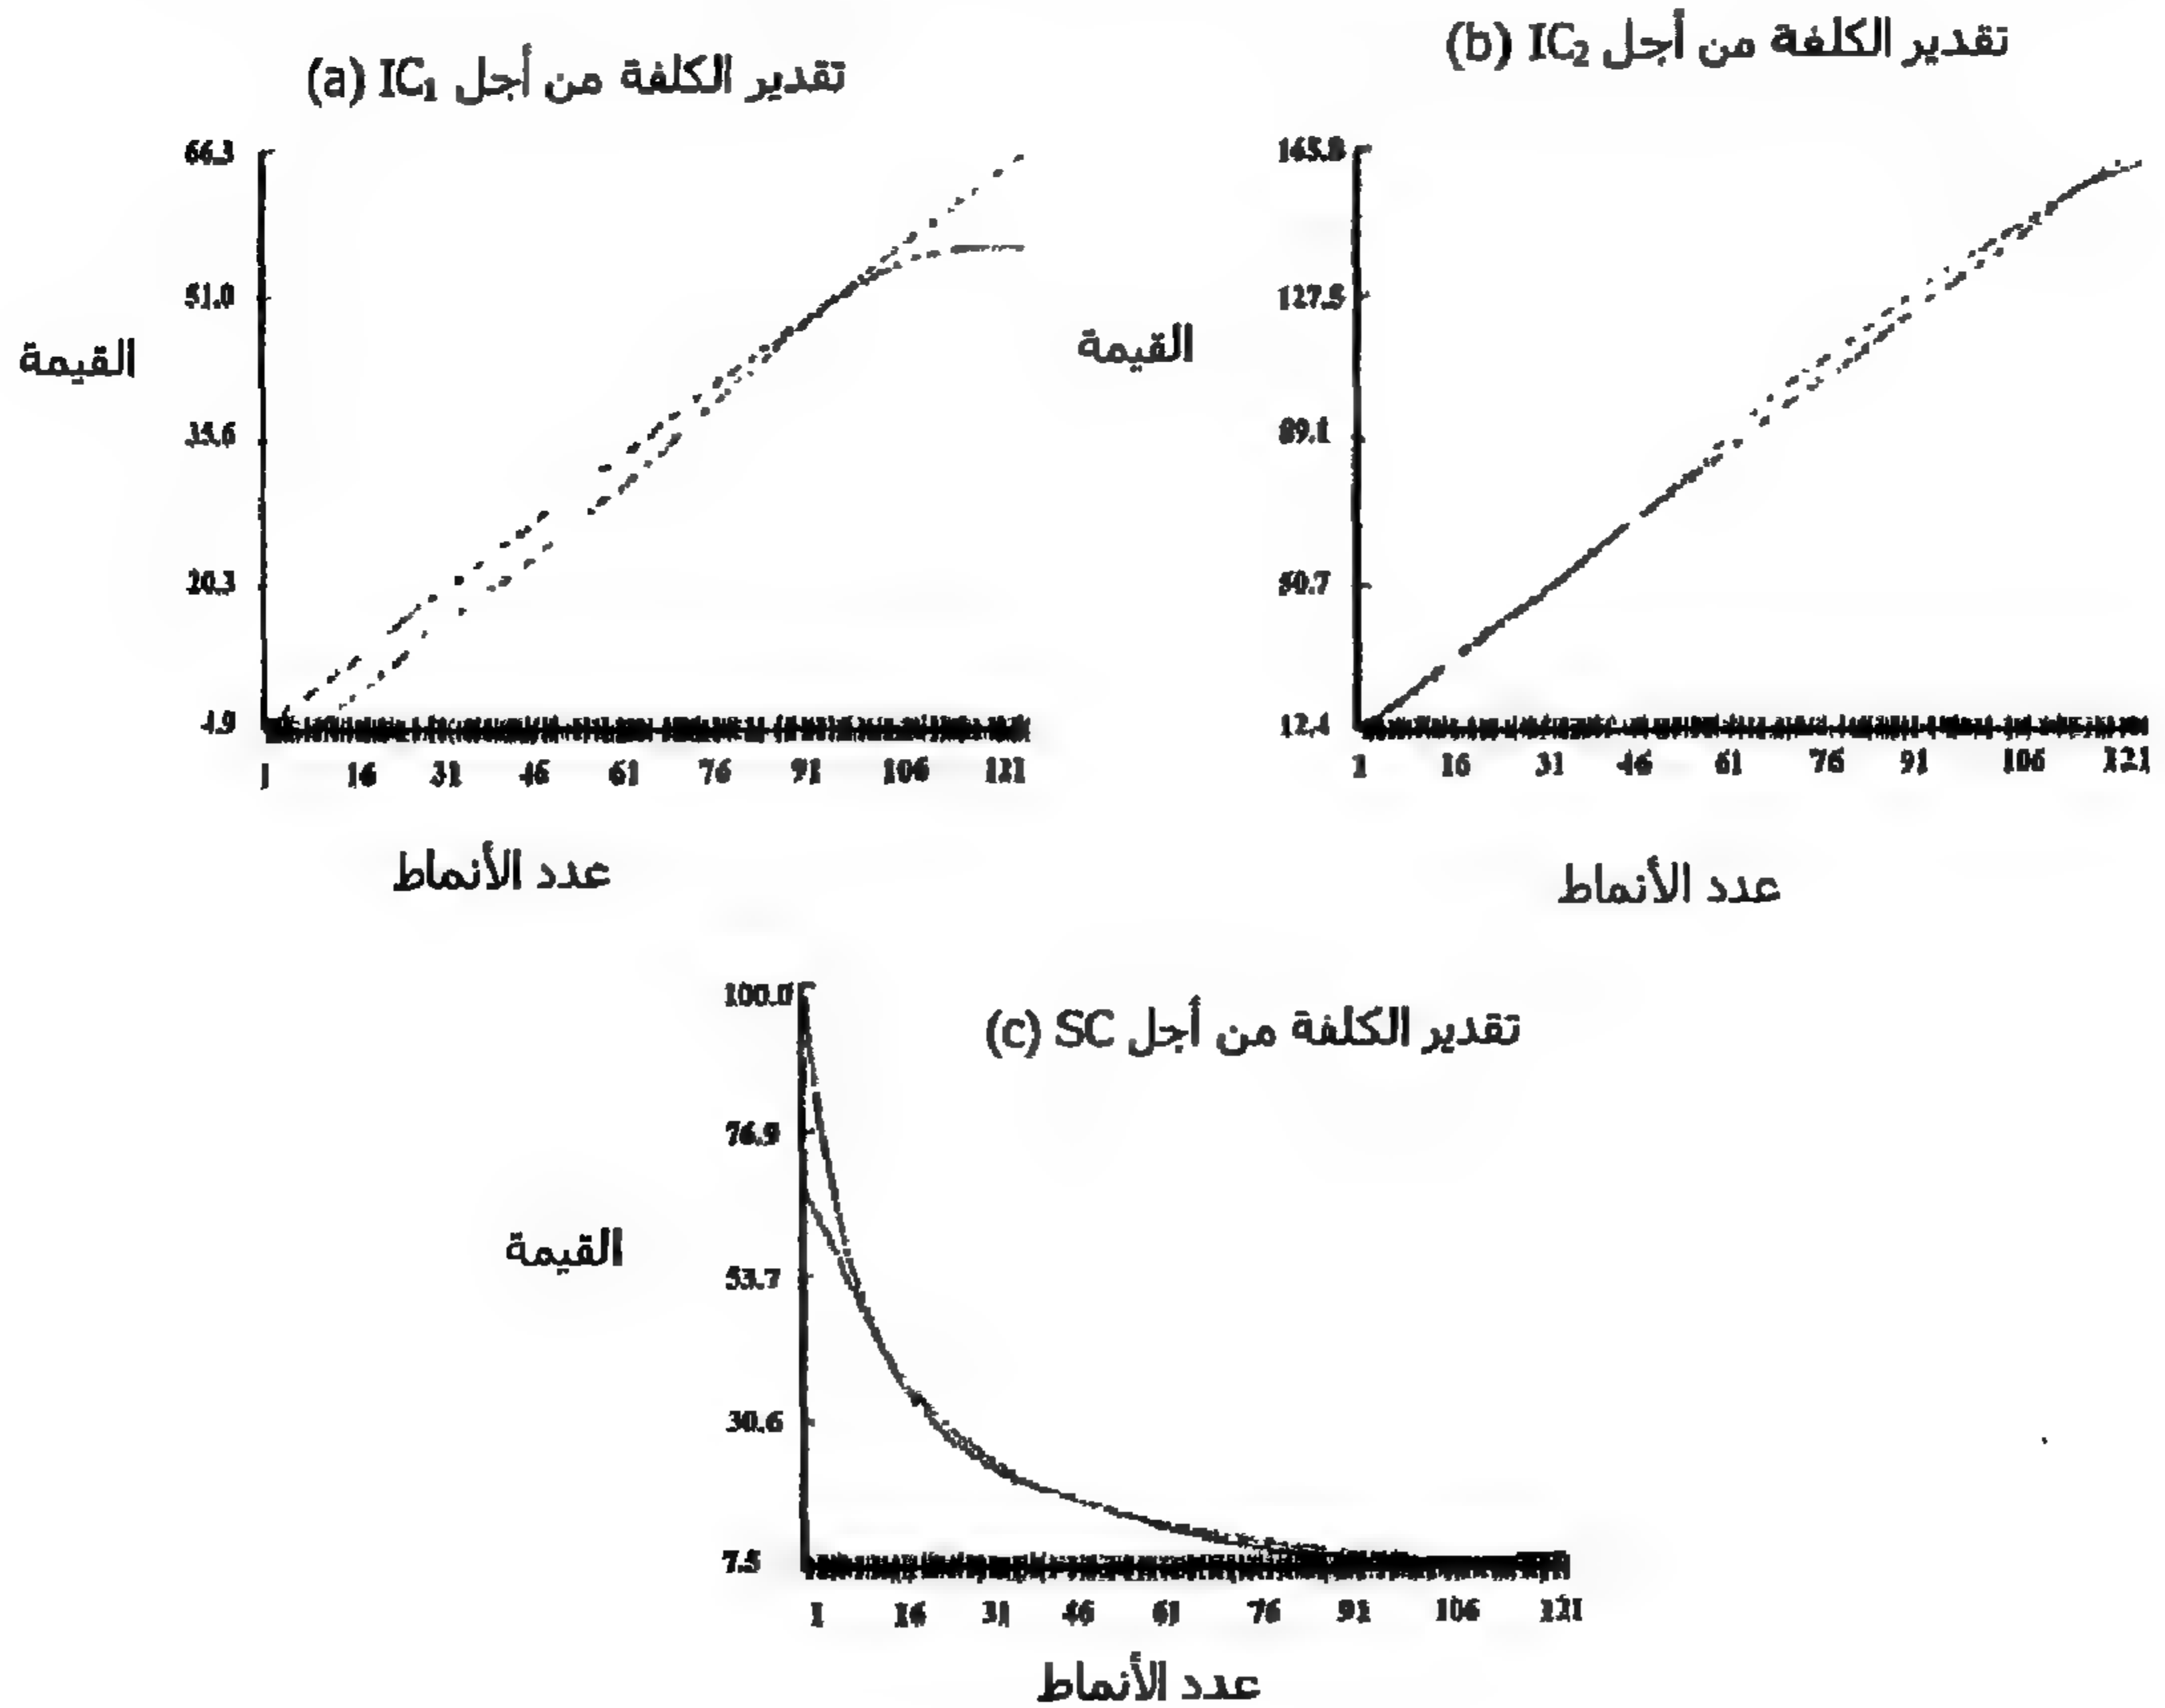 (a) IC₁ تقدير الكلفة من أجل
66.3
51.0
35.6
20.3
4.9
القيمة
1 16 31 46 61 76 91 106 121
عدد الأنماط
(b) IC₂ تقدير الكلفة من أجل
165.8
127.5
89.1
50.7
12.4
القيمة
1 16 31 46 61 76 91 106 121
عدد الأنماط
(c) SC تقدير الكلفة من أجل
100.0
76.9
53.7
30.6
7.5
القيمة
1 16 31 46 61 76 91 106 121
عدد الأنماط